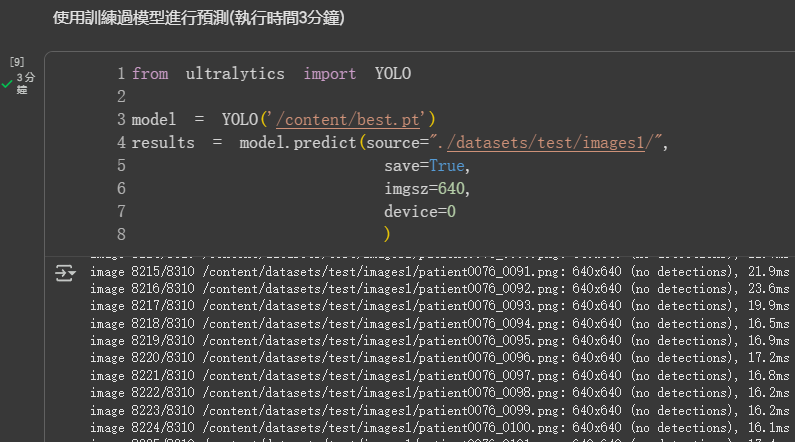 使用訓練過模型進行預測(執行時間3分鐘)
[9]
3 分
鐘
1 from ultralytics import YOLO
2
3 model = YOLO('/content/best.pt')
4 results = model.predict(source="./datasets/test/images1/",
5 save=True,
6 imgsz=640,
7 device=0
8 )
image 8215/8310 /content/datasets/test/images1/patient0076_0091.png: 640x640 (no detections), 21.9ms
image 8216/8310 /content/datasets/test/images1/patient0076_0092.png: 640x640 (no detections), 23.6ms
image 8217/8310 /content/datasets/test/images1/patient0076_0093.png: 640x640 (no detections), 19.9ms
image 8218/8310 /content/datasets/test/images1/patient0076_0094.png: 640x640 (no detections), 16.5ms
image 8219/8310 /content/datasets/test/images1/patient0076_0095.png: 640x640 (no detections), 16.9ms
image 8220/8310 /content/datasets/test/images1/patient0076_0096.png: 640x640 (no detections), 17.2ms
image 8221/8310 /content/datasets/test/images1/patient0076_0097.png: 640x640 (no detections), 16.8ms
image 8222/8310 /content/datasets/test/images1/patient0076_0098.png: 640x640 (no detections), 16.2ms
image 8223/8310 /content/datasets/test/images1/patient0076_0099.png: 640x640 (no detections), 16.2ms
image 8224/8310 /content/datasets/test/images1/patient0076_0100.png: 640x640 (no detections), 16.1ms